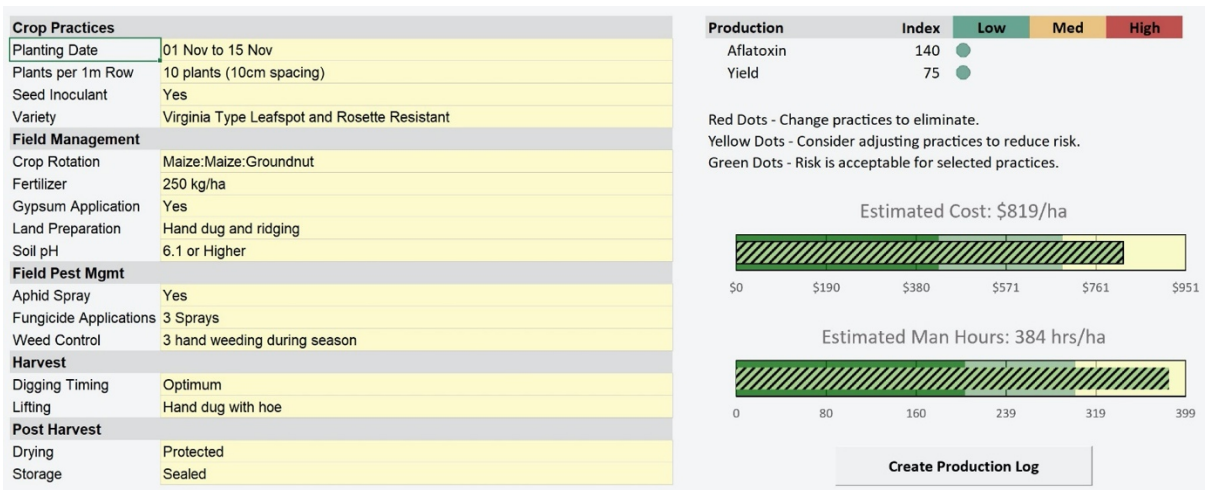 Crop Practices
Planting Date 01 Nov to 15 Nov
Plants per 1m Row 10 plants (10cm spacing)
Seed Inoculant Yes
Variety Virginia Type Leafspot and Rosette Resistant
Field Management
Crop Rotation Maize:Maize:Groundnut
Fertilizer 250 kg/ha
Gypsum Application Yes
Land Preparation Hand dug and ridging
Soil pH 6.1 or Higher
Field Pest Mgmt
Aphid Spray Yes
Fungicide Applications 3 Sprays
Weed Control 3 hand weeding during season
Harvest
Digging Timing Optimum
Lifting Hand dug with hoe
Post Harvest
Drying Protected
Storage Sealed
Production Index Low Med High
Aflatoxin 140
Yield 75
Red Dots - Change practices to eliminate.
Yellow Dots - Consider adjusting practices to reduce risk.
Green Dots - Risk is acceptable for selected practices.
Estimated Cost: $819/ha
$0 $190 $380 $571 $761 $951
Estimated Man Hours: 384 hrs/ha
0 80 160 239 319 399
Create Production Log